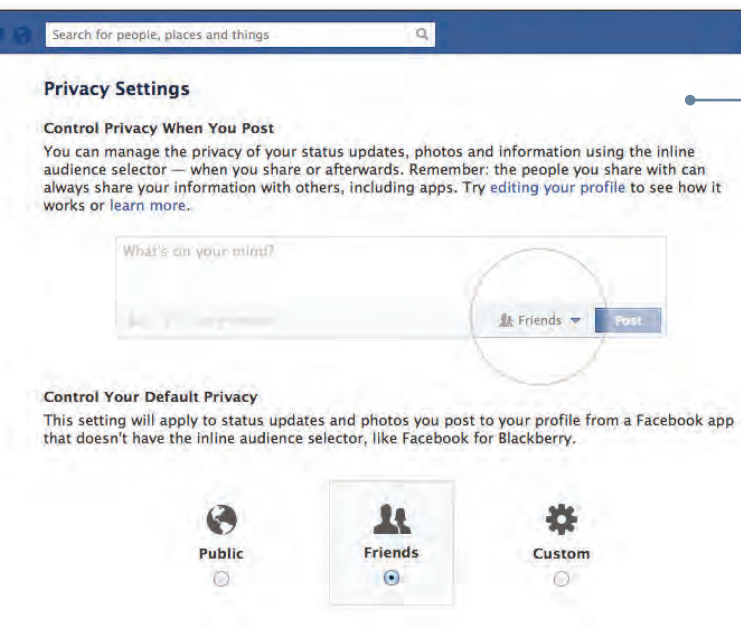 Search for people, places and things
Privacy Settings
Control Privacy When You Post
You can manage the privacy of your status updates, photos and information using the inline
audience selector — when you share or afterwards. Remember: the people you share with can
always share your information with others, including apps. Try editing your profile to see how it
works or learn more.
What's on your mind?
Friends Post
Control Your Default Privacy
This setting will apply to status updates and photos you post to your profile from a Facebook app
that doesn't have the inline audience selector, like Facebook for Blackberry.
Public Friends Custom